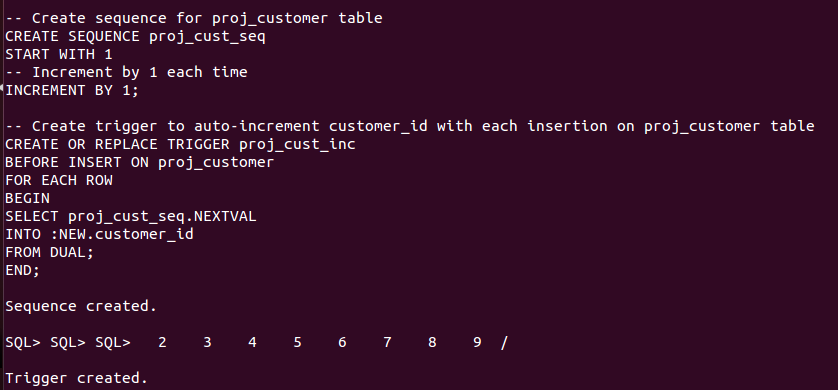 -- Create sequence for proj_customer table
CREATE SEQUENCE proj_cust_seq
START WITH 1
-- Increment by 1 each time
INCREMENT BY 1;

-- Create trigger to auto-increment customer_id with each insertion on proj_customer table
CREATE OR REPLACE TRIGGER proj_cust_inc
BEFORE INSERT ON proj_customer
FOR EACH ROW
BEGIN
SELECT proj_cust_seq.NEXTVAL
INTO :NEW.customer_id
FROM DUAL;
END;

Sequence created.

SQL> SQL> SQL>   2    3    4    5    6    7    8    9  /

Trigger created.